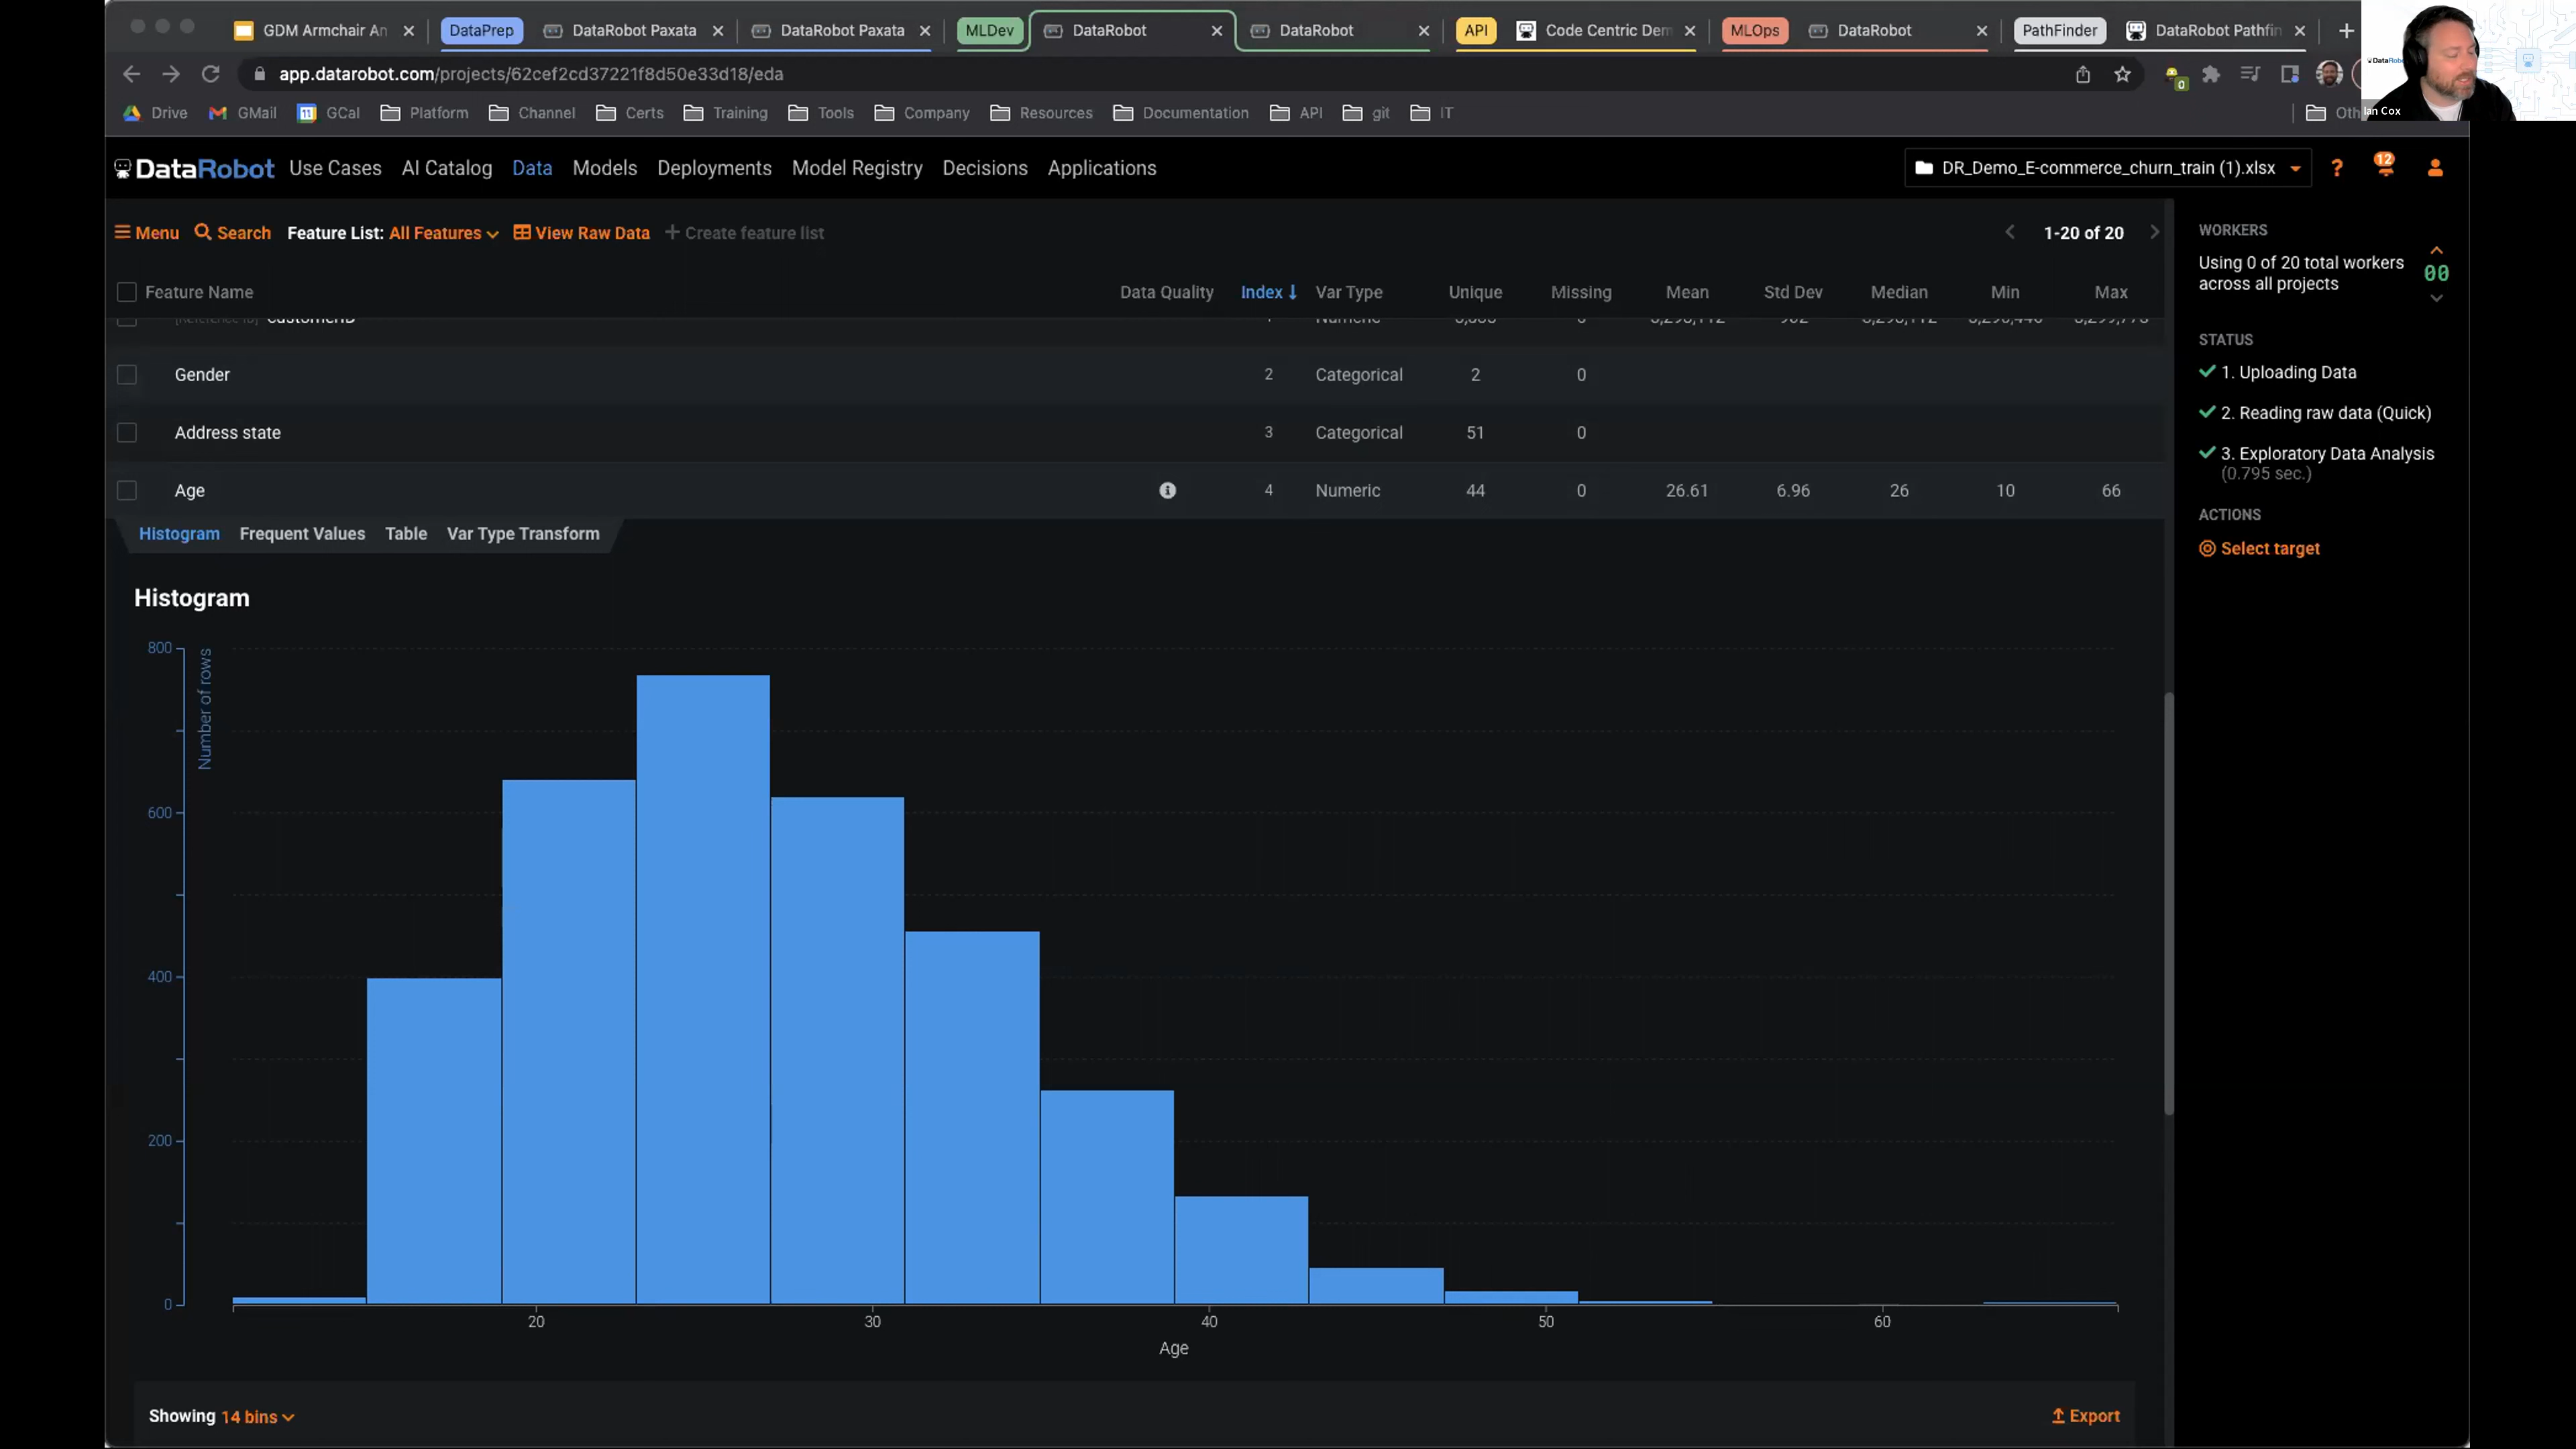 GDM Armchair An
DataPrep
DataRobot Paxata
DataRobot Paxata
MLDev
DataRobot
DataRobot
API
Code Centric Dem
MLOps
DataRobot
PathFinder
DataRobot Pathfin
app.datarobot.com/projects/62cef2cd37221f8d50e33d18/eda
0
Ian Cox
Drive GMail GCal Platform Channel Certs Training Tools Company Resources Documentation API git IT Oth
DataRobot Use Cases AI Catalog Data Models Deployments Model Registry Decisions Applications
DR_Demo_E-commerce_churn_train (1).xlsx
? 12
Menu Search Feature List: All Features View Raw Data + Create feature list
1-20 of 20
Feature Name Data Quality Index Var Type Unique Missing Mean Std Dev Median Min Max
CustomerID
Gender 2 Categorical 2 0
Address state 3 Categorical 51 0
Age 4 Numeric 44 0 26.61 6.96 26 10 66
Histogram Frequent Values Table Var Type Transform
Histogram
Number of rows
800
600
400
200
0
20 30 40 50 60
Age
Showing 14 bins
Export
WORKERS
Using 0 of 20 total workers
across all projects
00
STATUS
1. Uploading Data
2. Reading raw data (Quick)
3. Exploratory Data Analysis
(0.795 sec.)
ACTIONS
Select target